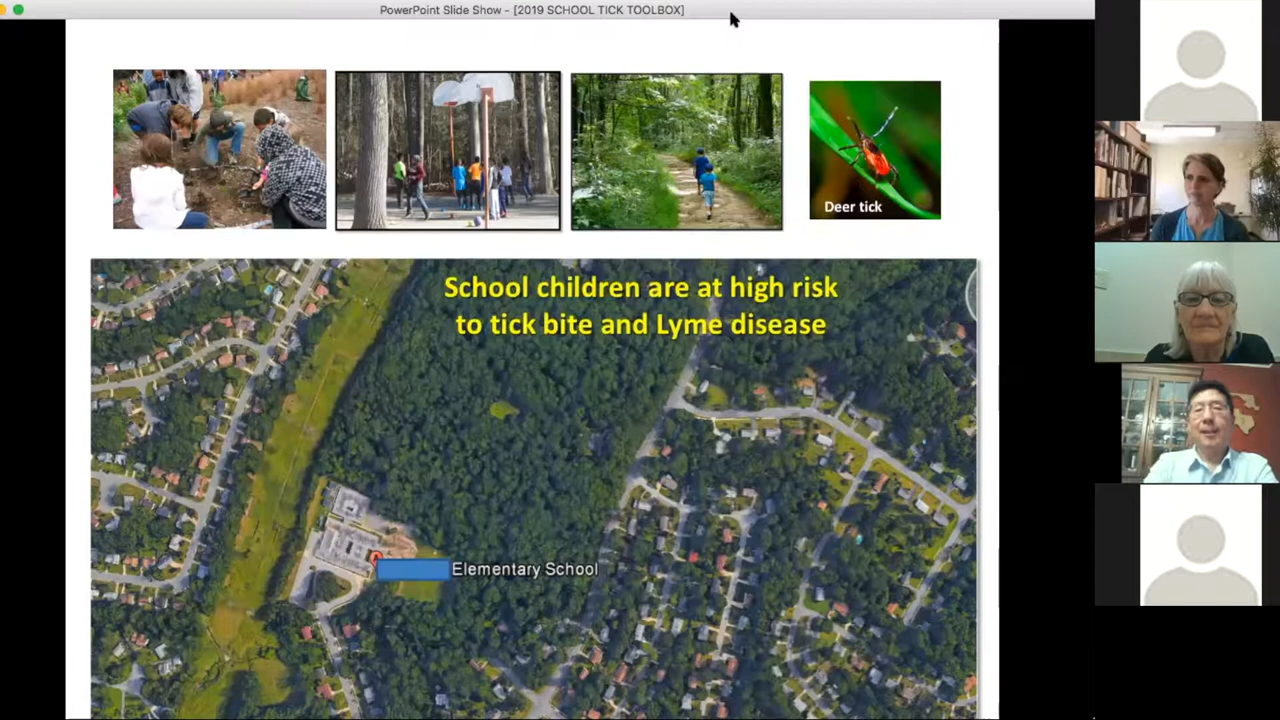 PowerPoint Slide Show - [2019 SCHOOL TICK TOOLBOX]
Deer tick
School children are at high risk
to tick bite and Lyme disease
Elementary School